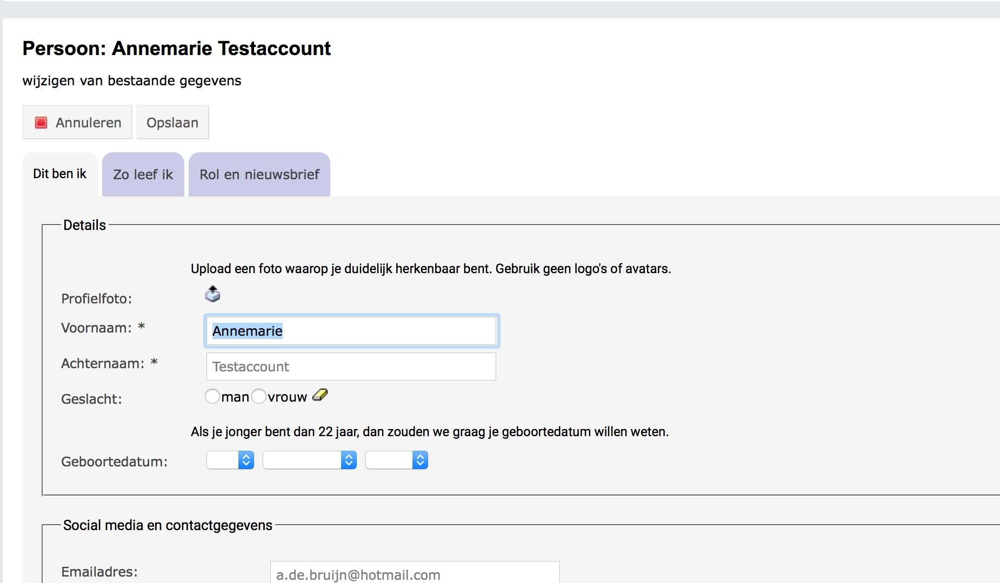 Persoon: Annemarie Testaccount
wijzigen van bestaande gegevens
Annuleren Opslaan
Dit ben ik Zo leef ik Rol en nieuwsbrief
Details
Upload een foto waarop je duidelijk herkenbaar bent. Gebruik geen logo's of avatars.
Profielfoto:
Voornaam: * Annemarie
Achternaam: * Testaccount
Geslacht: man vrouw
Als je jonger bent dan 22 jaar, dan zouden we graag je geboortedatum willen weten.
Geboortedatum:
Social media en contactgegevens
Emailadres: a.de.bruijn@hotmail.com